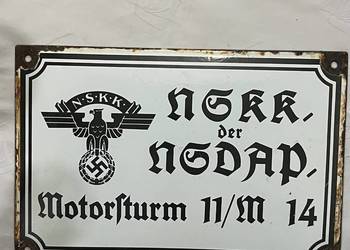 N·S·K·K·
NSKK.
der
NSDAP.
Motorſturm 11/M 14